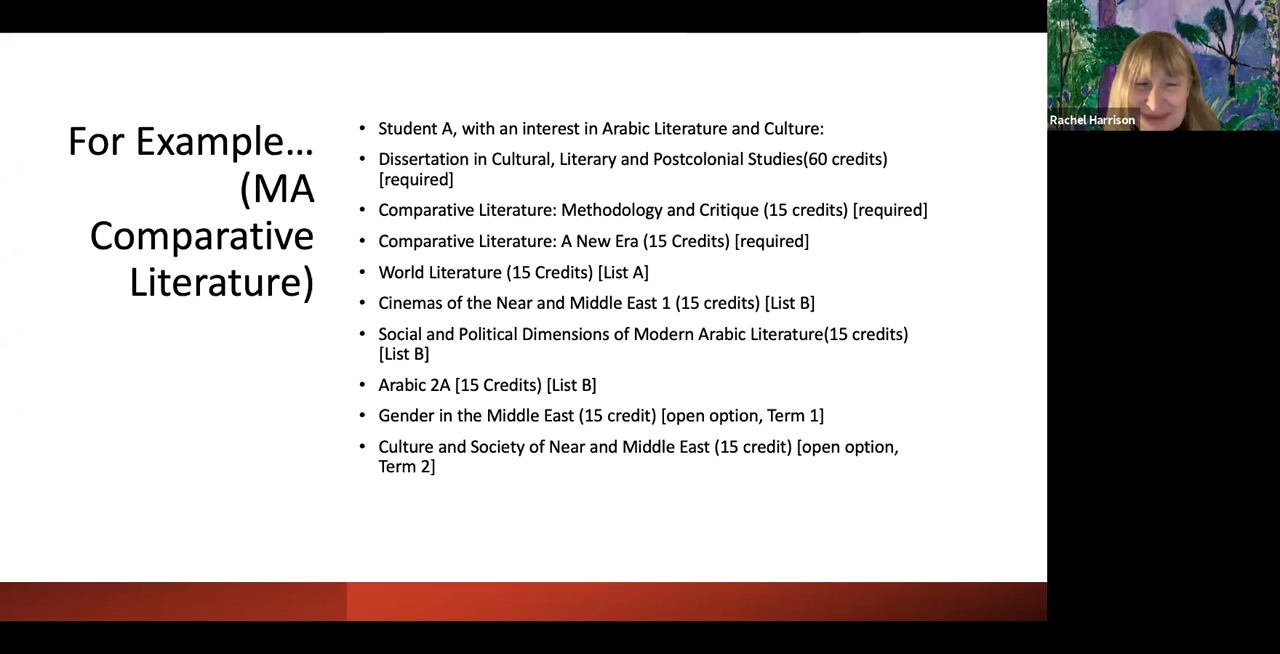 For Example...
(MA
Comparative
Literature)
• Student A, with an interest in Arabic Literature and Culture:
• Dissertation in Cultural, Literary and Postcolonial Studies(60 credits)
[required]
• Comparative Literature: Methodology and Critique (15 credits) [required]
• Comparative Literature: A New Era (15 Credits) [required]
• World Literature (15 Credits) [List A]
• Cinemas of the Near and Middle East 1 (15 credits) [List B]
• Social and Political Dimensions of Modern Arabic Literature(15 credits)
[List B]
• Arabic 2A [15 Credits) [List B]
• Gender in the Middle East (15 credit) [open option, Term 1]
• Culture and Society of Near and Middle East (15 credit) [open option,
Term 2]
Rachel Harrison